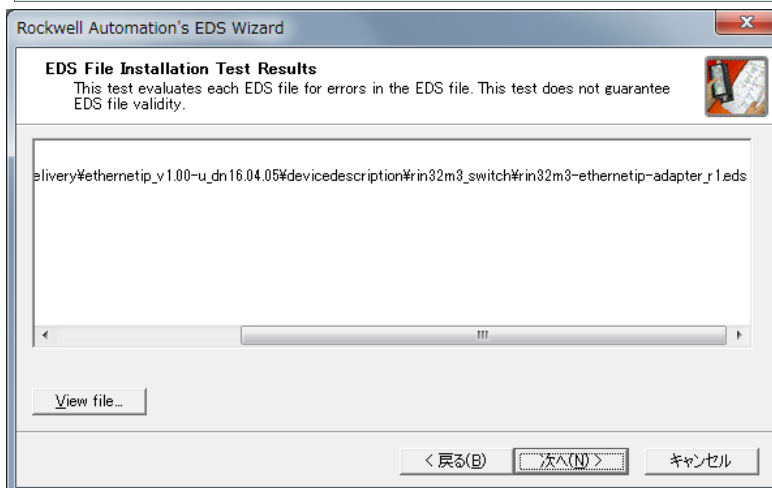 Rockwell Automation's EDS Wizard
EDS File Installation Test Results
This test evaluates each EDS file for errors in the EDS file. This test does not guarantee
EDS file validity.
elivery¥ethernetip_v1.00-u_dn16.04.05¥devicedescription¥rin32m3_switch¥rin32m3-ethernetip-adapter_r1.eds
View file...
< 戻る(B)
次へ(N) >
キャンセル